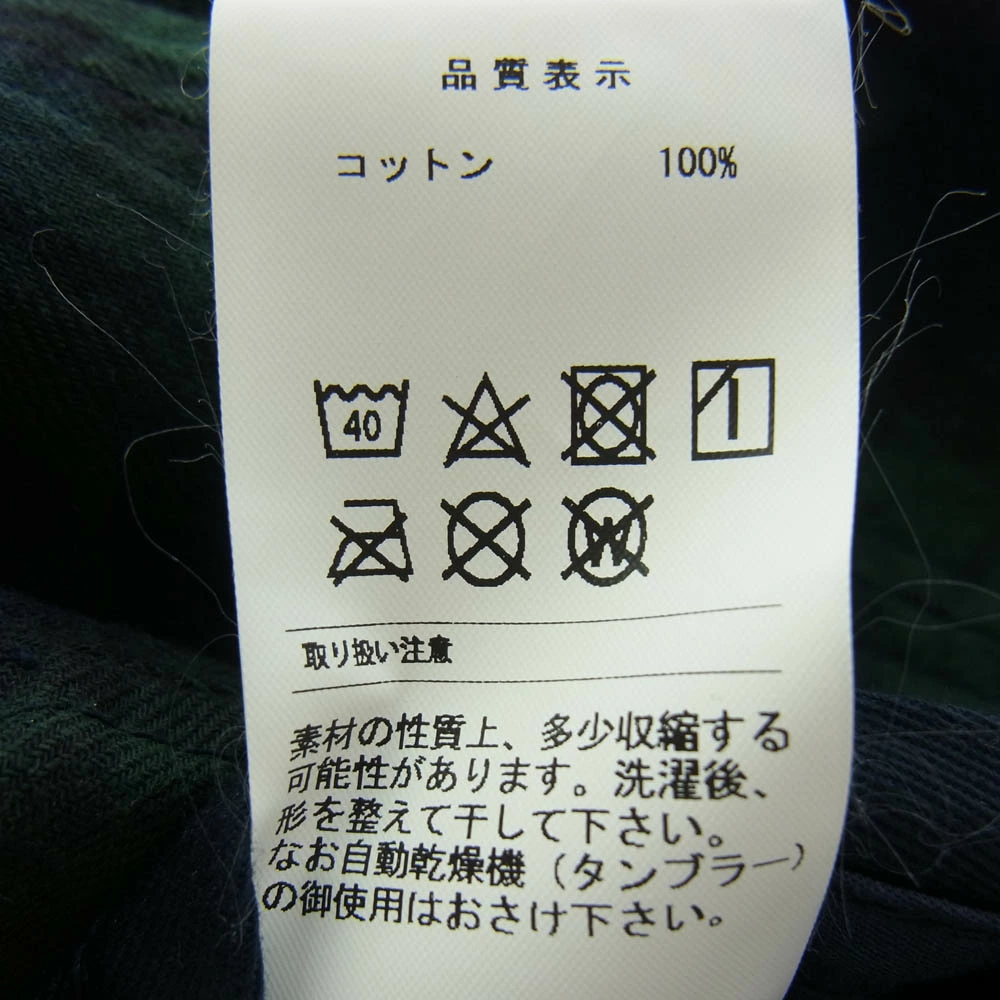 品質表示
コットン 100%
40
W
取り扱い注意
素材の性質上、多少収縮する
可能性があります。洗濯後、
形を整えて干して下さい。
なお自動乾燥機（タンブラー）
の御使用はおさけ下さい。